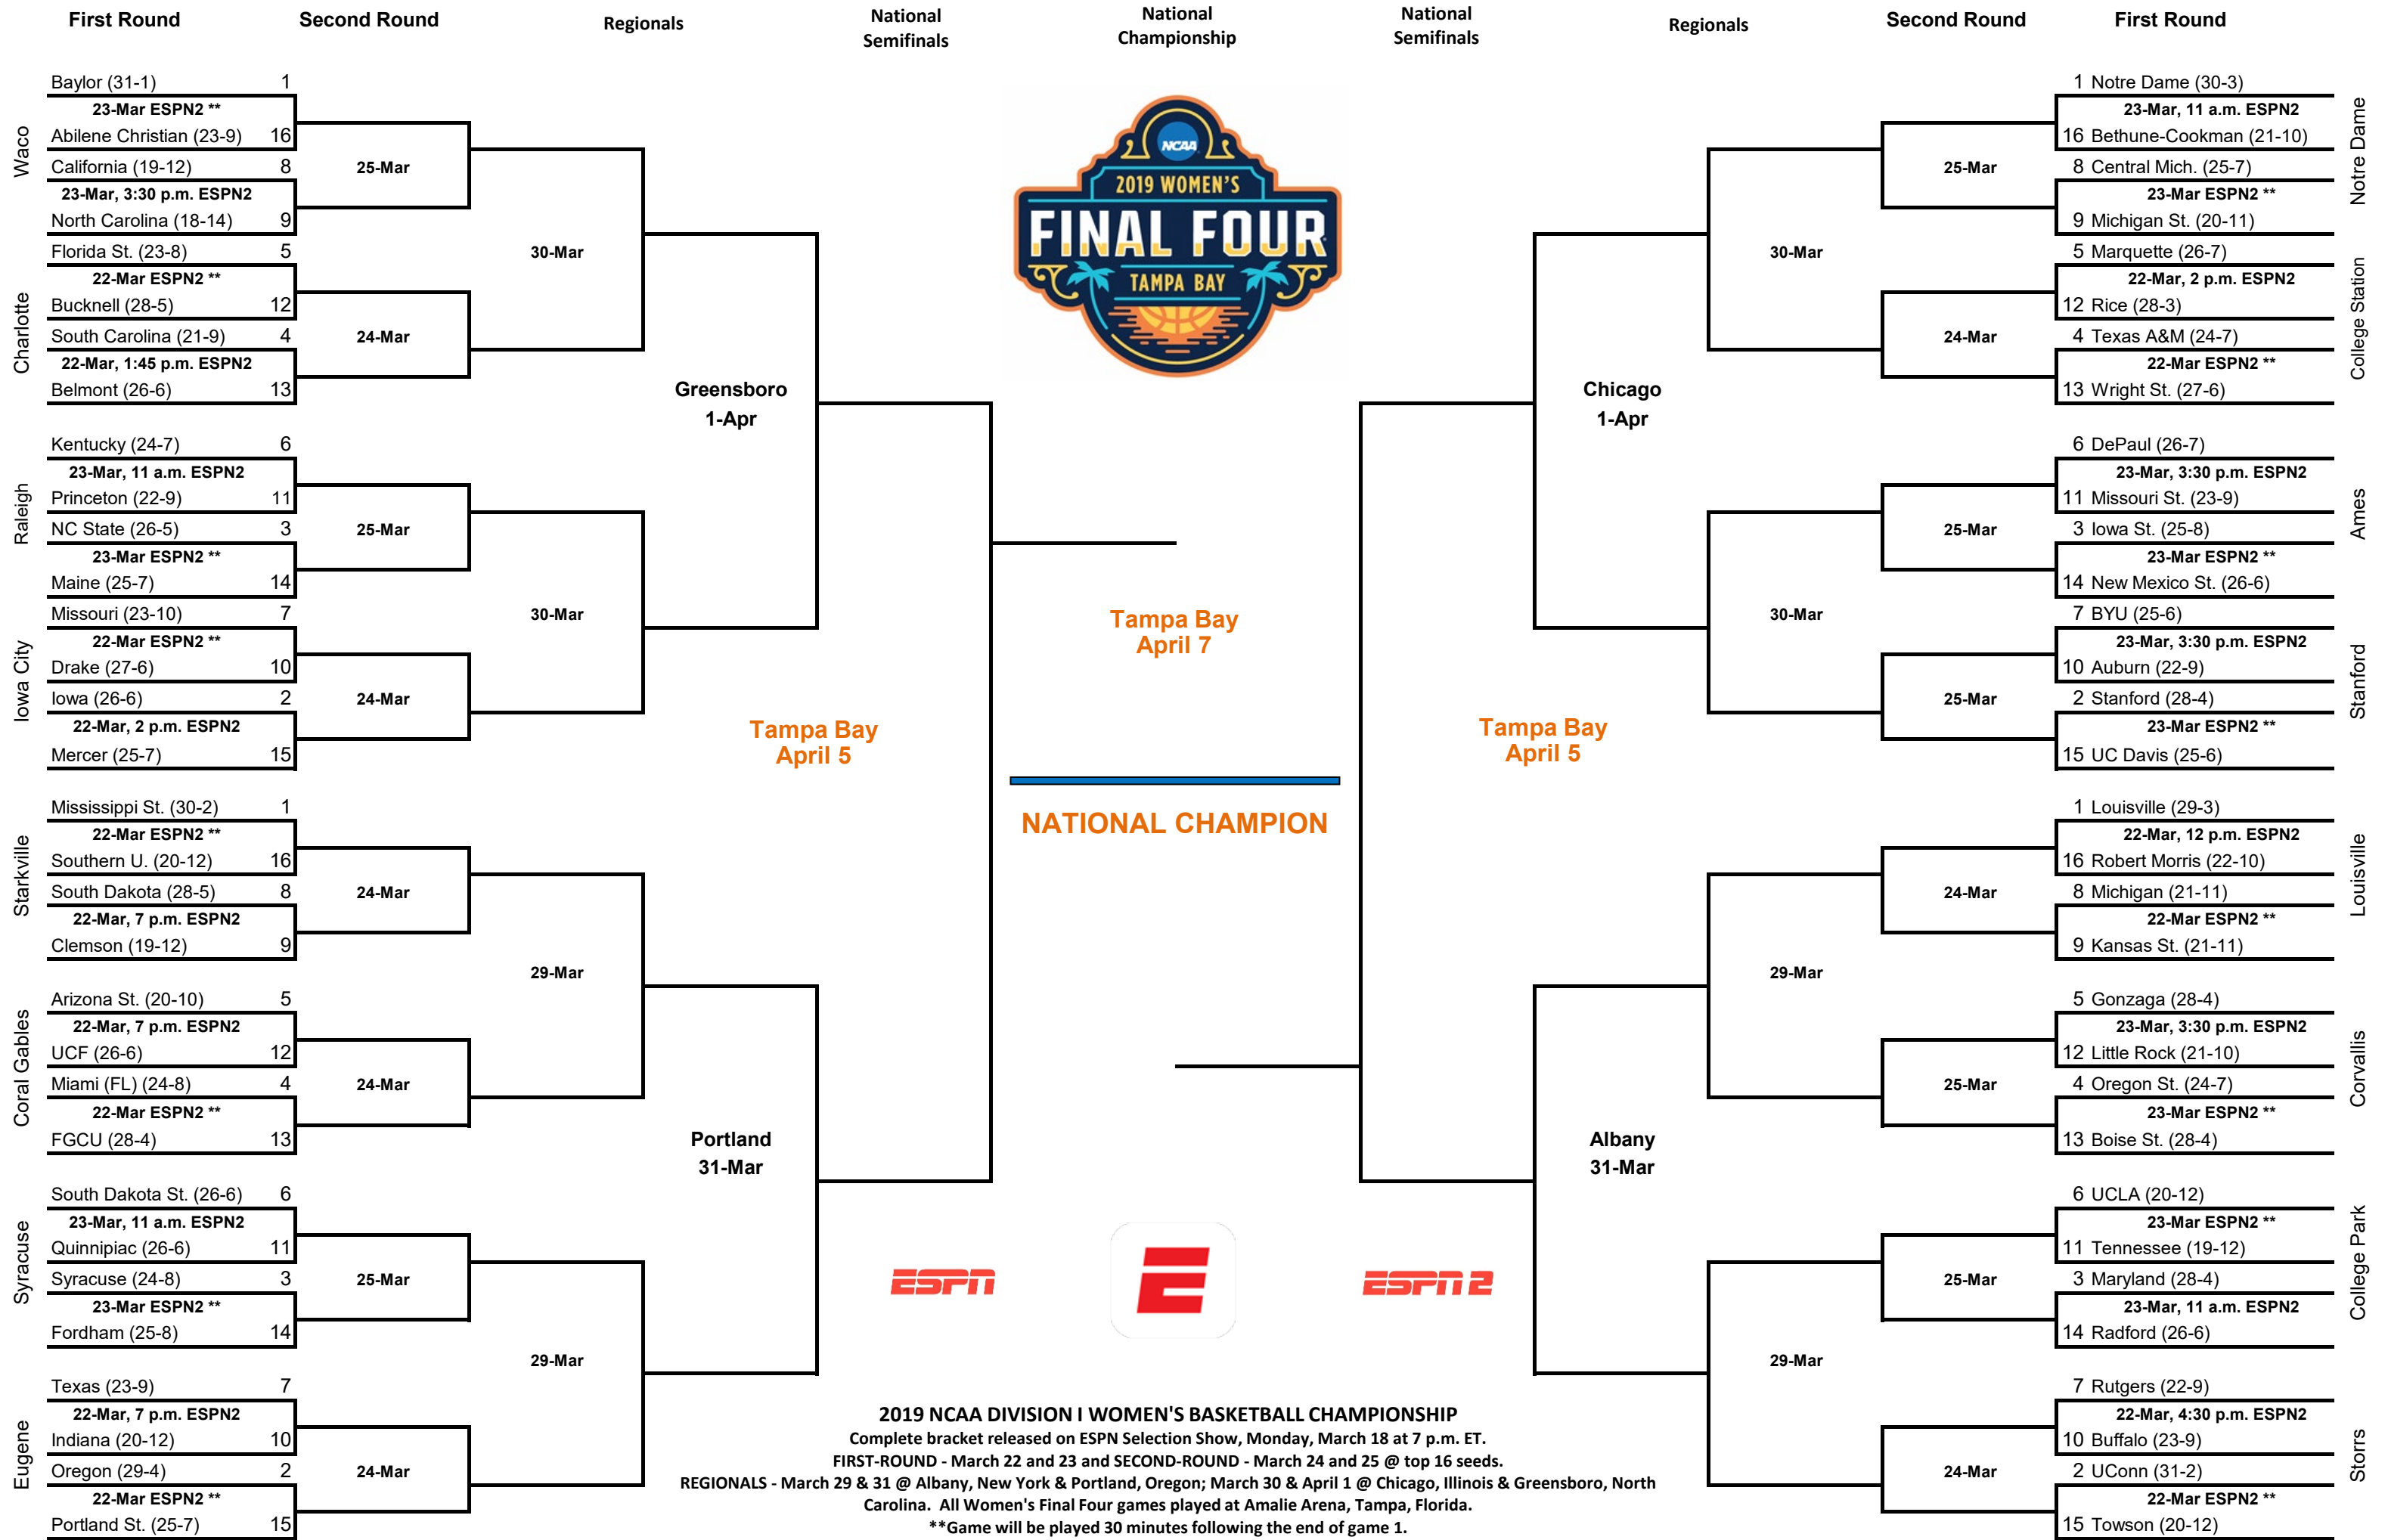 First Round
Second Round
Regionals
National
Semifinals
National
Championship
National
Semifinals
Regionals
Second Round
First Round
Waco
Baylor (31-1) 1
23-Mar ESPN2 **
Abilene Christian (23-9) 16
California (19-12) 8
23-Mar, 3:30 p.m. ESPN2
North Carolina (18-14) 9
25-Mar
Charlotte
Florida St. (23-8) 5
22-Mar ESPN2 **
Bucknell (28-5) 12
South Carolina (21-9) 4
22-Mar, 1:45 p.m. ESPN2
Belmont (26-6) 13
24-Mar
30-Mar
Greensboro
1-Apr
Raleigh
Kentucky (24-7) 6
23-Mar, 11 a.m. ESPN2
Princeton (22-9) 11
NC State (26-5) 3
23-Mar ESPN2 **
Maine (25-7) 14
25-Mar
Iowa City
Missouri (23-10) 7
22-Mar ESPN2 **
Drake (27-6) 10
Iowa (26-6) 2
22-Mar, 2 p.m. ESPN2
Mercer (25-7) 15
24-Mar
30-Mar
Tampa Bay
April 5
Starkville
Mississippi St. (30-2) 1
22-Mar ESPN2 **
Southern U. (20-12) 16
South Dakota (28-5) 8
22-Mar, 7 p.m. ESPN2
Clemson (19-12) 9
24-Mar
Coral Gables
Arizona St. (20-10) 5
22-Mar, 7 p.m. ESPN2
UCF (26-6) 12
Miami (FL) (24-8) 4
22-Mar ESPN2 **
FGCU (28-4) 13
24-Mar
29-Mar
Portland
31-Mar
Syracuse
South Dakota St. (26-6) 6
23-Mar, 11 a.m. ESPN2
Quinnipiac (26-6) 11
Syracuse (24-8) 3
23-Mar ESPN2 **
Fordham (25-8) 14
25-Mar
Eugene
Texas (23-9) 7
22-Mar, 7 p.m. ESPN2
Indiana (20-12) 10
Oregon (29-4) 2
22-Mar ESPN2 **
Portland St. (25-7) 15
24-Mar
29-Mar
NCAA
2019 WOMEN'S
FINAL FOUR
TAMPA BAY
Tampa Bay
April 7
NATIONAL CHAMPION
ESPN
E
ESPN 2
1 Notre Dame (30-3)
23-Mar, 11 a.m. ESPN2
16 Bethune-Cookman (21-10)
8 Central Mich. (25-7)
23-Mar ESPN2 **
9 Michigan St. (20-11)
Notre Dame
25-Mar
5 Marquette (26-7)
22-Mar, 2 p.m. ESPN2
12 Rice (28-3)
4 Texas A&M (24-7)
22-Mar ESPN2 **
13 Wright St. (27-6)
College Station
24-Mar
30-Mar
Chicago
1-Apr
6 DePaul (26-7)
23-Mar, 3:30 p.m. ESPN2
11 Missouri St. (23-9)
3 Iowa St. (25-8)
23-Mar ESPN2 **
14 New Mexico St. (26-6)
Ames
25-Mar
7 BYU (25-6)
23-Mar, 3:30 p.m. ESPN2
10 Auburn (22-9)
2 Stanford (28-4)
23-Mar ESPN2 **
15 UC Davis (25-6)
Stanford
25-Mar
30-Mar
Tampa Bay
April 5
1 Louisville (29-3)
22-Mar, 12 p.m. ESPN2
16 Robert Morris (22-10)
8 Michigan (21-11)
22-Mar ESPN2 **
9 Kansas St. (21-11)
Louisville
24-Mar
5 Gonzaga (28-4)
23-Mar, 3:30 p.m. ESPN2
12 Little Rock (21-10)
4 Oregon St. (24-7)
23-Mar ESPN2 **
13 Boise St. (28-4)
Corvallis
25-Mar
29-Mar
Albany
31-Mar
6 UCLA (20-12)
23-Mar ESPN2 **
11 Tennessee (19-12)
3 Maryland (28-4)
23-Mar, 11 a.m. ESPN2
14 Radford (26-6)
College Park
25-Mar
7 Rutgers (22-9)
22-Mar, 4:30 p.m. ESPN2
10 Buffalo (23-9)
2 UConn (31-2)
22-Mar ESPN2 **
15 Towson (20-12)
Storrs
24-Mar
29-Mar
2019 NCAA DIVISION I WOMEN'S BASKETBALL CHAMPIONSHIP
Complete bracket released on ESPN Selection Show, Monday, March 18 at 7 p.m. ET.
FIRST-ROUND - March 22 and 23 and SECOND-ROUND - March 24 and 25 @ top 16 seeds.
REGIONALS - March 29 & 31 @ Albany, New York & Portland, Oregon; March 30 & April 1 @ Chicago, Illinois & Greensboro, North
Carolina. All Women's Final Four games played at Amalie Arena, Tampa, Florida.
**Game will be played 30 minutes following the end of game 1.